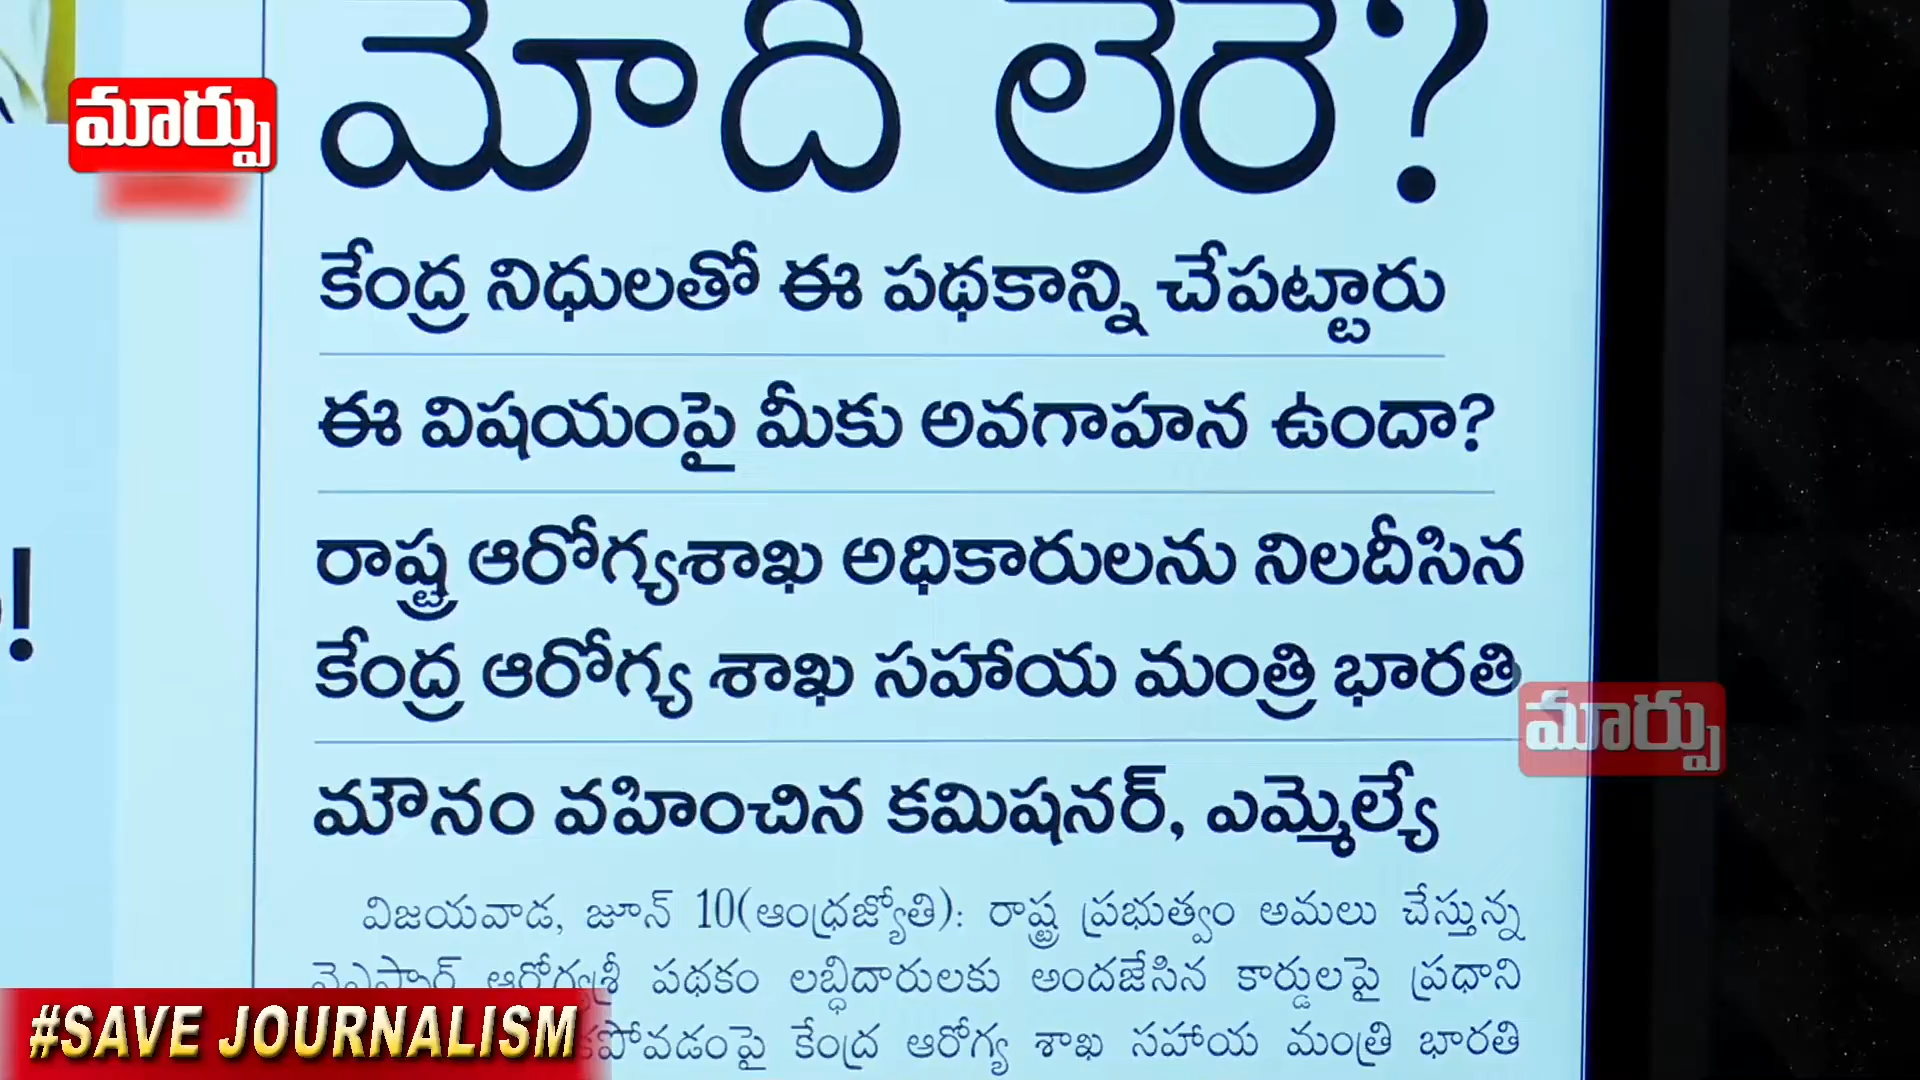 మోదీ లేరే?
మార్పు
కేంద్ర నిధులతో ఈ పథకాన్ని చేపట్టారు
ఈ విషయంపై మీకు అవగాహన ఉందా?
రాష్ట్ర ఆరోగ్యశాఖ అధికారులను నిలదీసిన
కేంద్ర ఆరోగ్య శాఖ సహాయ మంత్రి భారతి
మార్పు
మౌనం వహించిన కమిషనర్, ఎమ్మెల్యే
విజయవాడ, జూన్ 10(ఆంధ్రజ్యోతి): రాష్ట్ర ప్రభుత్వం అమలు చేస్తున్న
వైఎస్సార్ ఆరోగ్యశ్రీ పథకం లబ్ధిదారులకు అందజేసిన కార్డులపై ప్రధాని
కేంద్ర ఆరోగ్య శాఖ సహాయ మంత్రి భారతి
#SAVE JOURNALISM